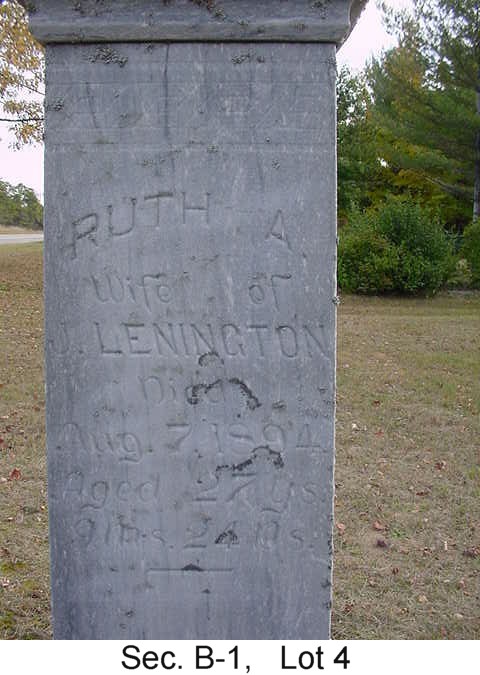 RUTH A.
Wife of
J. LENINGTON
Died
Aug. 7, 1894
Aged 27 ys.
9 ms. 24 ds.
Sec. B-1, Lot 4